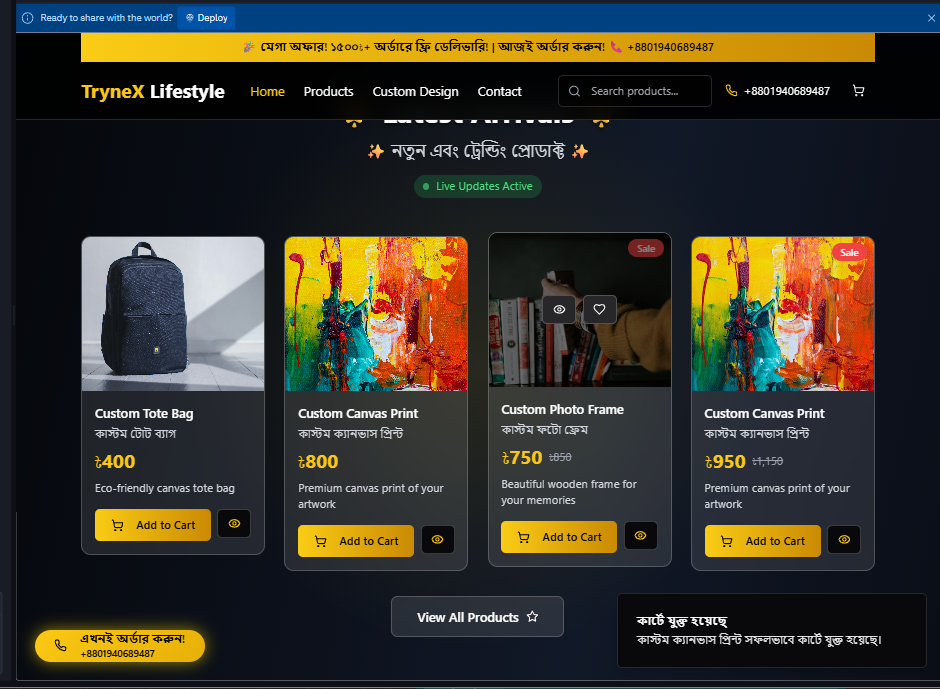 Ready to share with the world? Deploy
🎉 মেগা অফার! ১৫০০৳+ অর্ডারে ফ্রি ডেলিভারি! | আজই অর্ডার করুন! 📞 +8801940689487
TryneX Lifestyle Home Products Custom Design Contact Search products... +8801940689487
Latest Arrivals
✨ নতুন এবং ট্রেন্ডিং প্রোডাক্ট ✨
Live Updates Active
Custom Tote Bag
কাস্টম টোট ব্যাগ
৳400
Eco-friendly canvas tote bag
Add to Cart
Custom Canvas Print
কাস্টম ক্যানভাস প্রিন্ট
৳800
Premium canvas print of your
artwork
Add to Cart
Sale
Custom Photo Frame
কাস্টম ফটো ফ্রেম
৳750 ৳850
Beautiful wooden frame for
your memories
Add to Cart
Sale
Custom Canvas Print
কাস্টম ক্যানভাস প্রিন্ট
৳950 ৳1,150
Premium canvas print of your
artwork
Add to Cart
View All Products
এখনই অর্ডার করুন!
+8801940689487
কার্টে যুক্ত হয়েছে
কাস্টম ক্যানভাস প্রিন্ট সফলভাবে কার্টে যুক্ত হয়েছে।